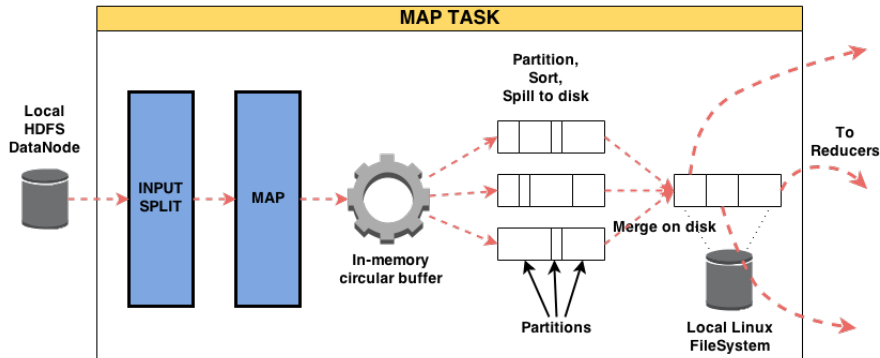 MAP TASK
Local
HDFS
DataNode
INPUT
SPLIT
MAP
In-memory
circular buffer
Partition,
Sort,
Spill to disk
Partitions
Merge on disk
Local Linux
FileSystem
To
Reducers